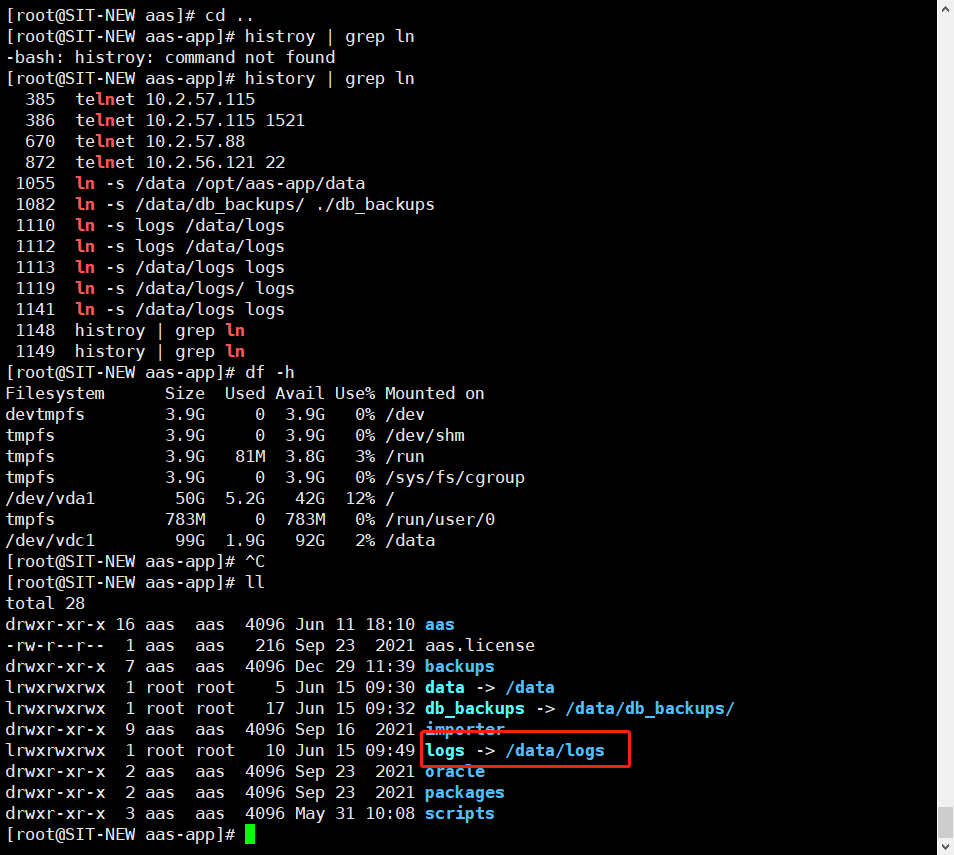 [root@SIT-NEW aas]# cd ..
[root@SIT-NEW aas-app]# histroy | grep ln
-bash: histroy: command not found
[root@SIT-NEW aas-app]# history | grep ln
  385  telnet 10.2.57.115
  386  telnet 10.2.57.115 1521
  670  telnet 10.2.57.88
  872  telnet 10.2.56.121 22
 1055  ln -s /data /opt/aas-app/data
 1082  ln -s /data/db_backups/ ./db_backups
 1110  ln -s logs /data/logs
 1112  ln -s logs /data/logs
 1113  ln -s /data/logs logs
 1119  ln -s /data/logs/ logs
 1141  ln -s /data/logs logs
 1148  histroy | grep ln
 1149  history | grep ln
[root@SIT-NEW aas-app]# df -h
Filesystem      Size  Used Avail Use% Mounted on
devtmpfs        3.9G     0  3.9G   0% /dev
tmpfs           3.9G     0  3.9G   0% /dev/shm
tmpfs           3.9G   81M  3.8G   3% /run
tmpfs           3.9G     0  3.9G   0% /sys/fs/cgroup
/dev/vda1        50G  5.2G   42G  12% /
tmpfs           783M     0  783M   0% /run/user/0
/dev/vdc1        99G  1.9G   92G   2% /data
[root@SIT-NEW aas-app]# ^C
[root@SIT-NEW aas-app]# ll
total 28
drwxr-xr-x 16 aas  aas  4096 Jun 11 18:10 aas
-rw-r--r--  1 aas  aas   216 Sep 23  2021 aas.license
drwxr-xr-x  7 aas  aas  4096 Dec 29 11:39 backups
lrwxrwxrwx  1 root root    5 Jun 15 09:30 data -> /data
lrwxrwxrwx  1 root root   17 Jun 15 09:32 db_backups -> /data/db_backups/
drwxr-xr-x  9 aas  aas  4096 Sep 16  2021 importer
lrwxrwxrwx  1 root root   10 Jun 15 09:49 logs -> /data/logs
drwxr-xr-x  2 aas  aas  4096 Sep 23  2021 oracle
drwxr-xr-x  2 aas  aas  4096 Sep 23  2021 packages
drwxr-xr-x  3 aas  aas  4096 May 31 10:08 scripts
[root@SIT-NEW aas-app]#